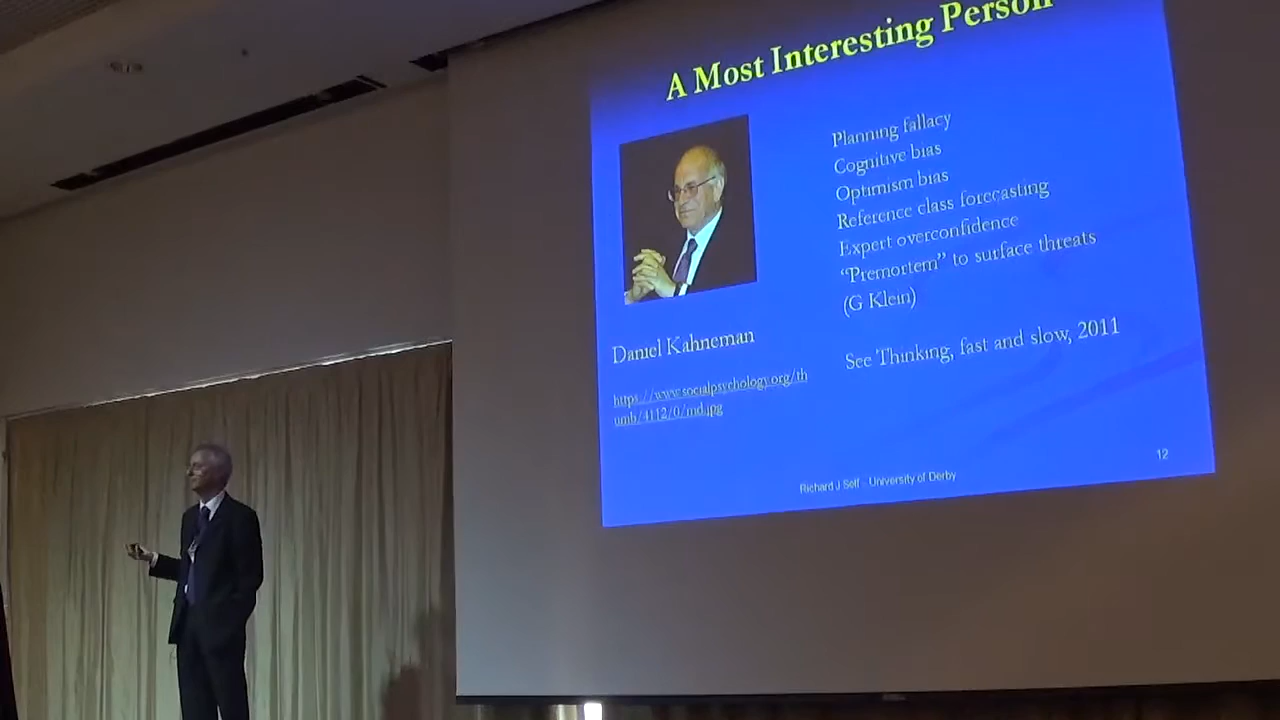 A Most Interesting Person
Planning fallacy
Cognitive bias
Optimism bias
Reference class forecasting
Expert overconfidence
“Premortem” to surface threats
(G Klein)
See Thinking, fast and slow, 2011
Daniel Kahneman
https://www.socialpsychology.org/th
umb/4112/0/md.jpg
Richard J Self - University of Derby
12